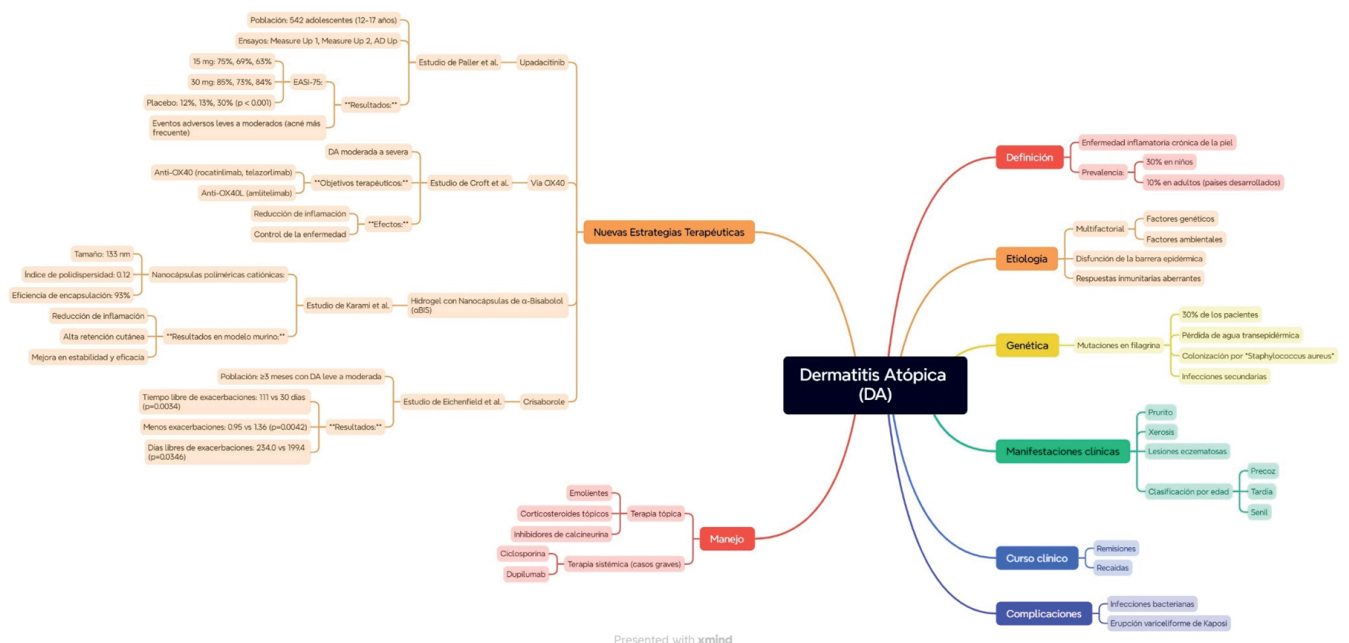 Dermatitis Atópica
(DA)
Definición
Enfermedad inflamatoria crónica de la piel
Prevalencia:
30% en niños
10% en adultos (países desarrollados)
Etiología
Multifactorial
Factores genéticos
Factores ambientales
Disfunción de la barrera epidérmica
Respuestas inmunitarias aberrantes
Genética
Mutaciones en filagrina
30% de los pacientes
Pérdida de agua transepidérmica
Colonización por *Staphylococcus aureus*
Infecciones secundarias
Manifestaciones clínicas
Prurito
Xerosis
Lesiones eczematosas
Clasificación por edad
Precoz
Tardía
Senil
Curso clínico
Remisiones
Recaídas
Complicaciones
Infecciones bacterianas
Erupción variceliforme de Kaposi
Manejo
Terapia tópica
Emolientes
Corticosteroides tópicos
Inhibidores de calcineurina
Terapia sistémica (casos graves)
Ciclosporina
Dupilumab
Nuevas Estrategias Terapéuticas
Upadacitinib
Estudio de Paller et al.
Población: 542 adolescentes (12-17 años)
Ensayos: Measure Up 1, Measure Up 2, AD Up
**Resultados:**
EASI-75:
15 mg: 75%, 69%, 63%
30 mg: 85%, 73%, 84%
Placebo: 12%, 13%, 30% (p < 0.001)
Eventos adversos leves a moderados (acné más
frecuente)
Vía OX40
Estudio de Croft et al.
DA moderada a severa
**Objetivos terapéuticos:**
Anti-OX40 (rocatinlimab, telazorlimab)
Anti-OX40L (amlitelimab)
**Efectos:**
Reducción de inflamación
Control de la enfermedad
Hidrogel con Nanocápsulas de α-Bisabolol
(αBIS)
Estudio de Karami et al.
Nanocápsulas poliméricas catiónicas:
Tamaño: 133 nm
Índice de polidispersidad: 0.12
Eficiencia de encapsulación: 93%
**Resultados en modelo murino:**
Reducción de inflamación
Alta retención cutánea
Mejora en estabilidad y eficacia
Crisaborole
Estudio de Eichenfield et al.
Población: ≥3 meses con DA leve a moderada
**Resultados:**
Tiempo libre de exacerbaciones: 111 vs 30 días
(p=0.0034)
Menos exacerbaciones: 0.95 vs 1.36 (p=0.0042)
Días libres de exacerbaciones: 234.0 vs 199.4
(p=0.0346)
Presented with xmind